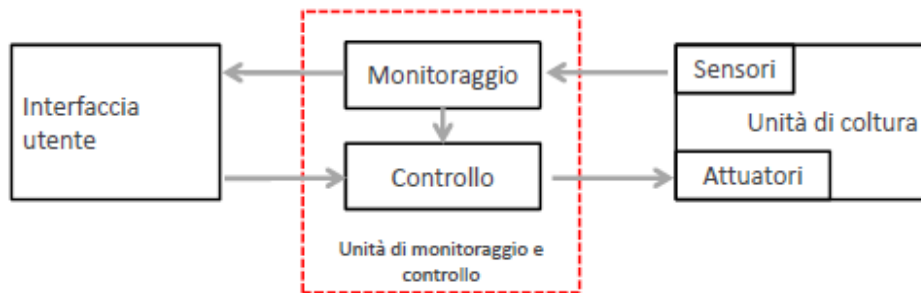 Interfaccia
utente
Monitoraggio
Controllo
Unità di monitoraggio e
controllo
Sensori
Unità di coltura
Attuatori